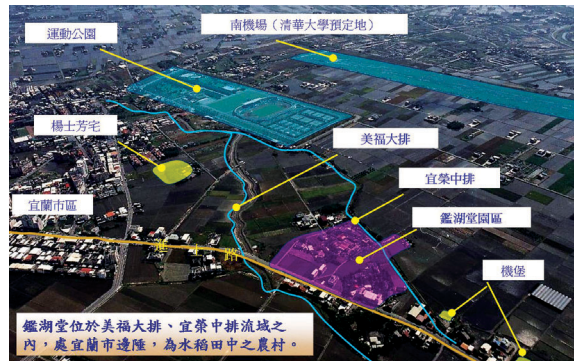 南機場（清華大學預定地）
運動公園
美福大排
楊士芳宅
宜榮中排
宜蘭市區
鑑湖堂園區
進士路
機堡
鑑湖堂位於美福大排、宜榮中排流域之
內，處宜蘭市邊陲，為水稻田中之農村。